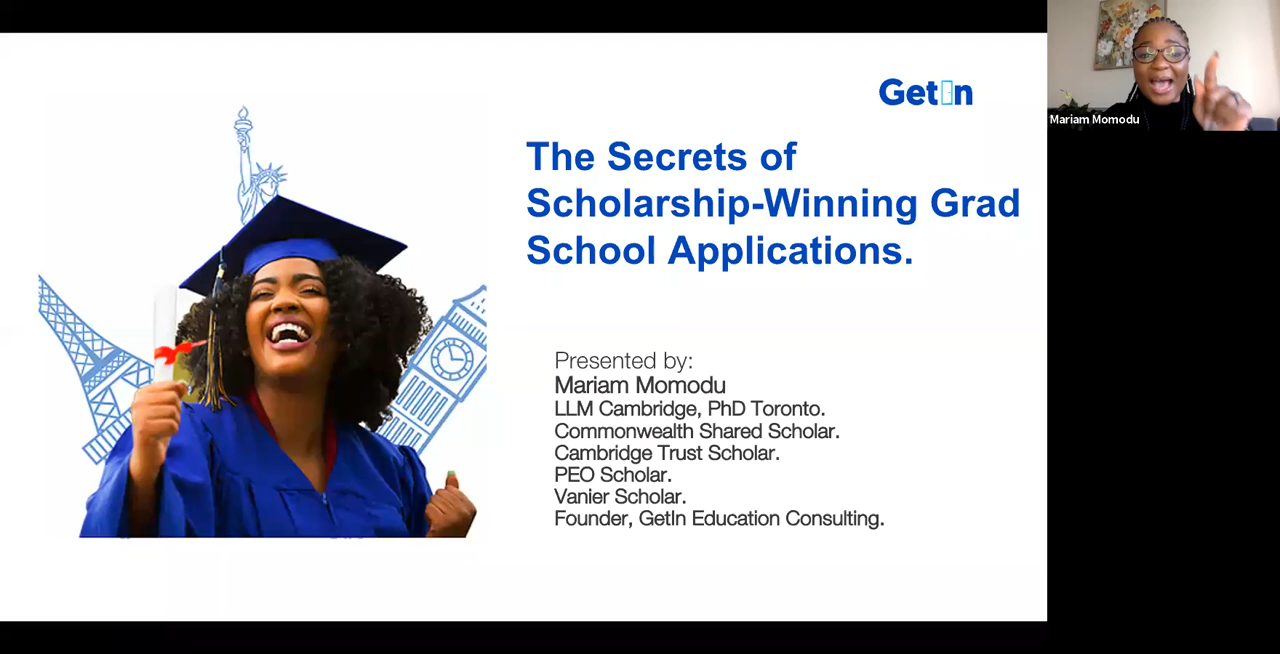 GetIn
Mariam Momodu
The Secrets of
Scholarship-Winning Grad
School Applications.
Presented by:
Mariam Momodu
LLM Cambridge, PhD Toronto.
Commonwealth Shared Scholar.
Cambridge Trust Scholar.
PEO Scholar.
Vanier Scholar.
Founder, GetIn Education Consulting.